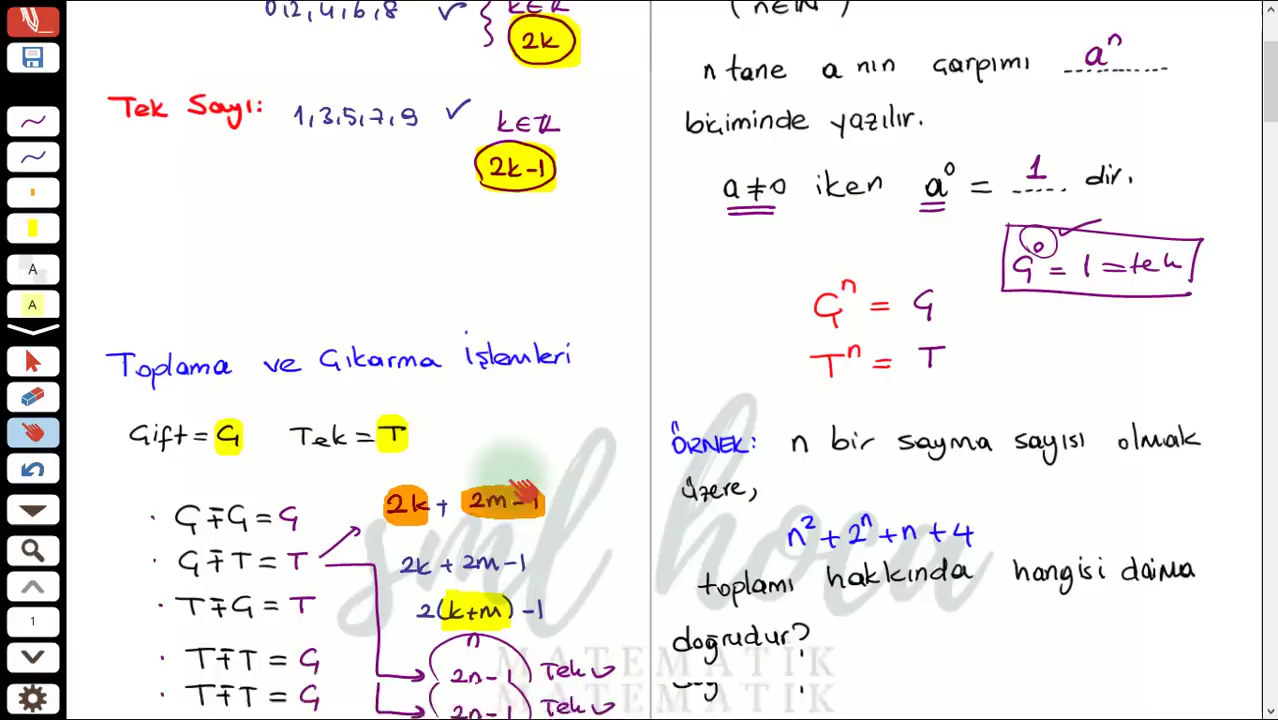 0,2,4,6,8 ✓ k∈ℤ
2k
Tek Sayı: 1,3,5,7,9 ✓ k∈ℤ
2k-1
Toplama ve Çıkarma İşlemleri
Çift = Ç Tek = T
· Ç∓Ç = Ç
· Ç∓T = T
· T∓Ç = T
· T∓T = Ç
· T∓T = Ç
2k + 2m-1
2k + 2m-1
2(k+m) -1
n
2n-1 Tek ✓
2n-1 Tek ✓
(n∈ℕ)
n tane a nın çarpımı aⁿ
biçiminde yazılır.
a≠0 iken a⁰ = 1 dir.
Ç⁰ = 1 = tek
Çⁿ = Ç
Tⁿ = T
ÖRNEK: n bir sayma sayısı olmak
üzere,
n² + 2ⁿ + n + 4
toplamı hakkında hangisi daima
doğrudur?
sml hoca
MATEMATİK
MATEMATİK
A
A
1